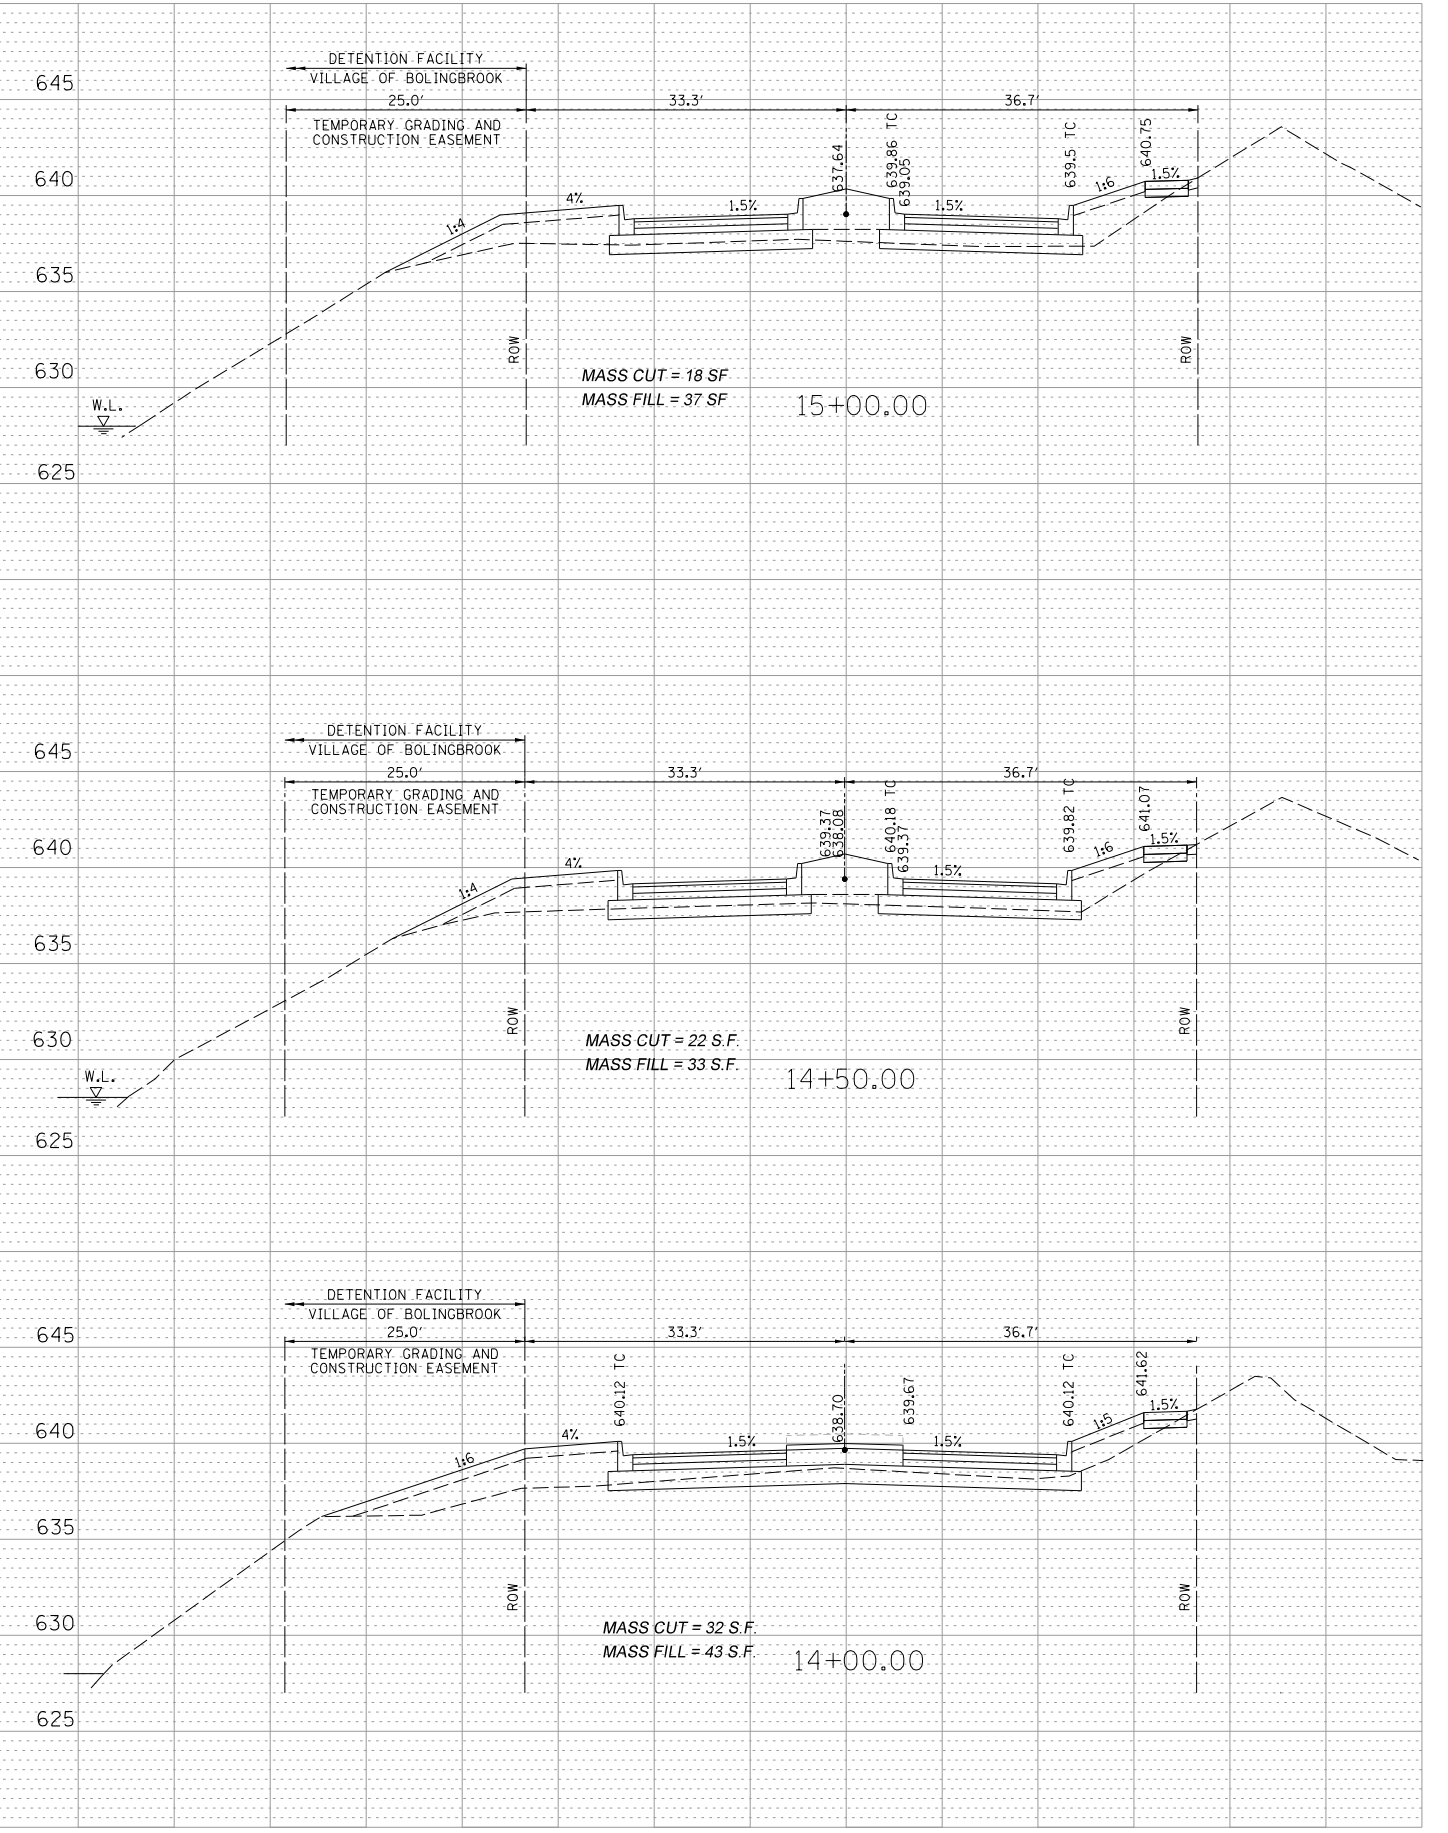 DETENTION FACILITY
645
VILLAGE OF BOLINGBROOK
25.0'
33.3'
36.7'
TEMPORARY GRADING AND
CONSTRUCTION EASEMENT
637.64
639.86 TC
639.05
639.5 TC
640.75
640
4%
1.5%
1.5%
1:6
1.5%
1:4
635
ROW
ROW
630
MASS CUT = 18 SF
MASS FILL = 37 SF
15+00.00
W.L.
625
DETENTION FACILITY
645
VILLAGE OF BOLINGBROOK
25.0'
33.3'
36.7'
TEMPORARY GRADING AND
CONSTRUCTION EASEMENT
639.37
638.08
640.18 TC
639.37
639.82 TC
641.07
640
4%
1.5%
1:6
1.5%
1:4
635
ROW
ROW
630
MASS CUT = 22 S.F.
MASS FILL = 33 S.F.
14+50.00
W.L.
625
DETENTION FACILITY
VILLAGE OF BOLINGBROOK
645
25.0'
33.3'
36.7'
TEMPORARY GRADING AND
CONSTRUCTION EASEMENT
640.12 TC
638.70
639.67
640.12 TC
641.62
640
4%
1.5%
1.5%
1:5
1.5%
1:6
635
ROW
ROW
630
MASS CUT = 32 S.F.
MASS FILL = 43 S.F.
14+00.00
625